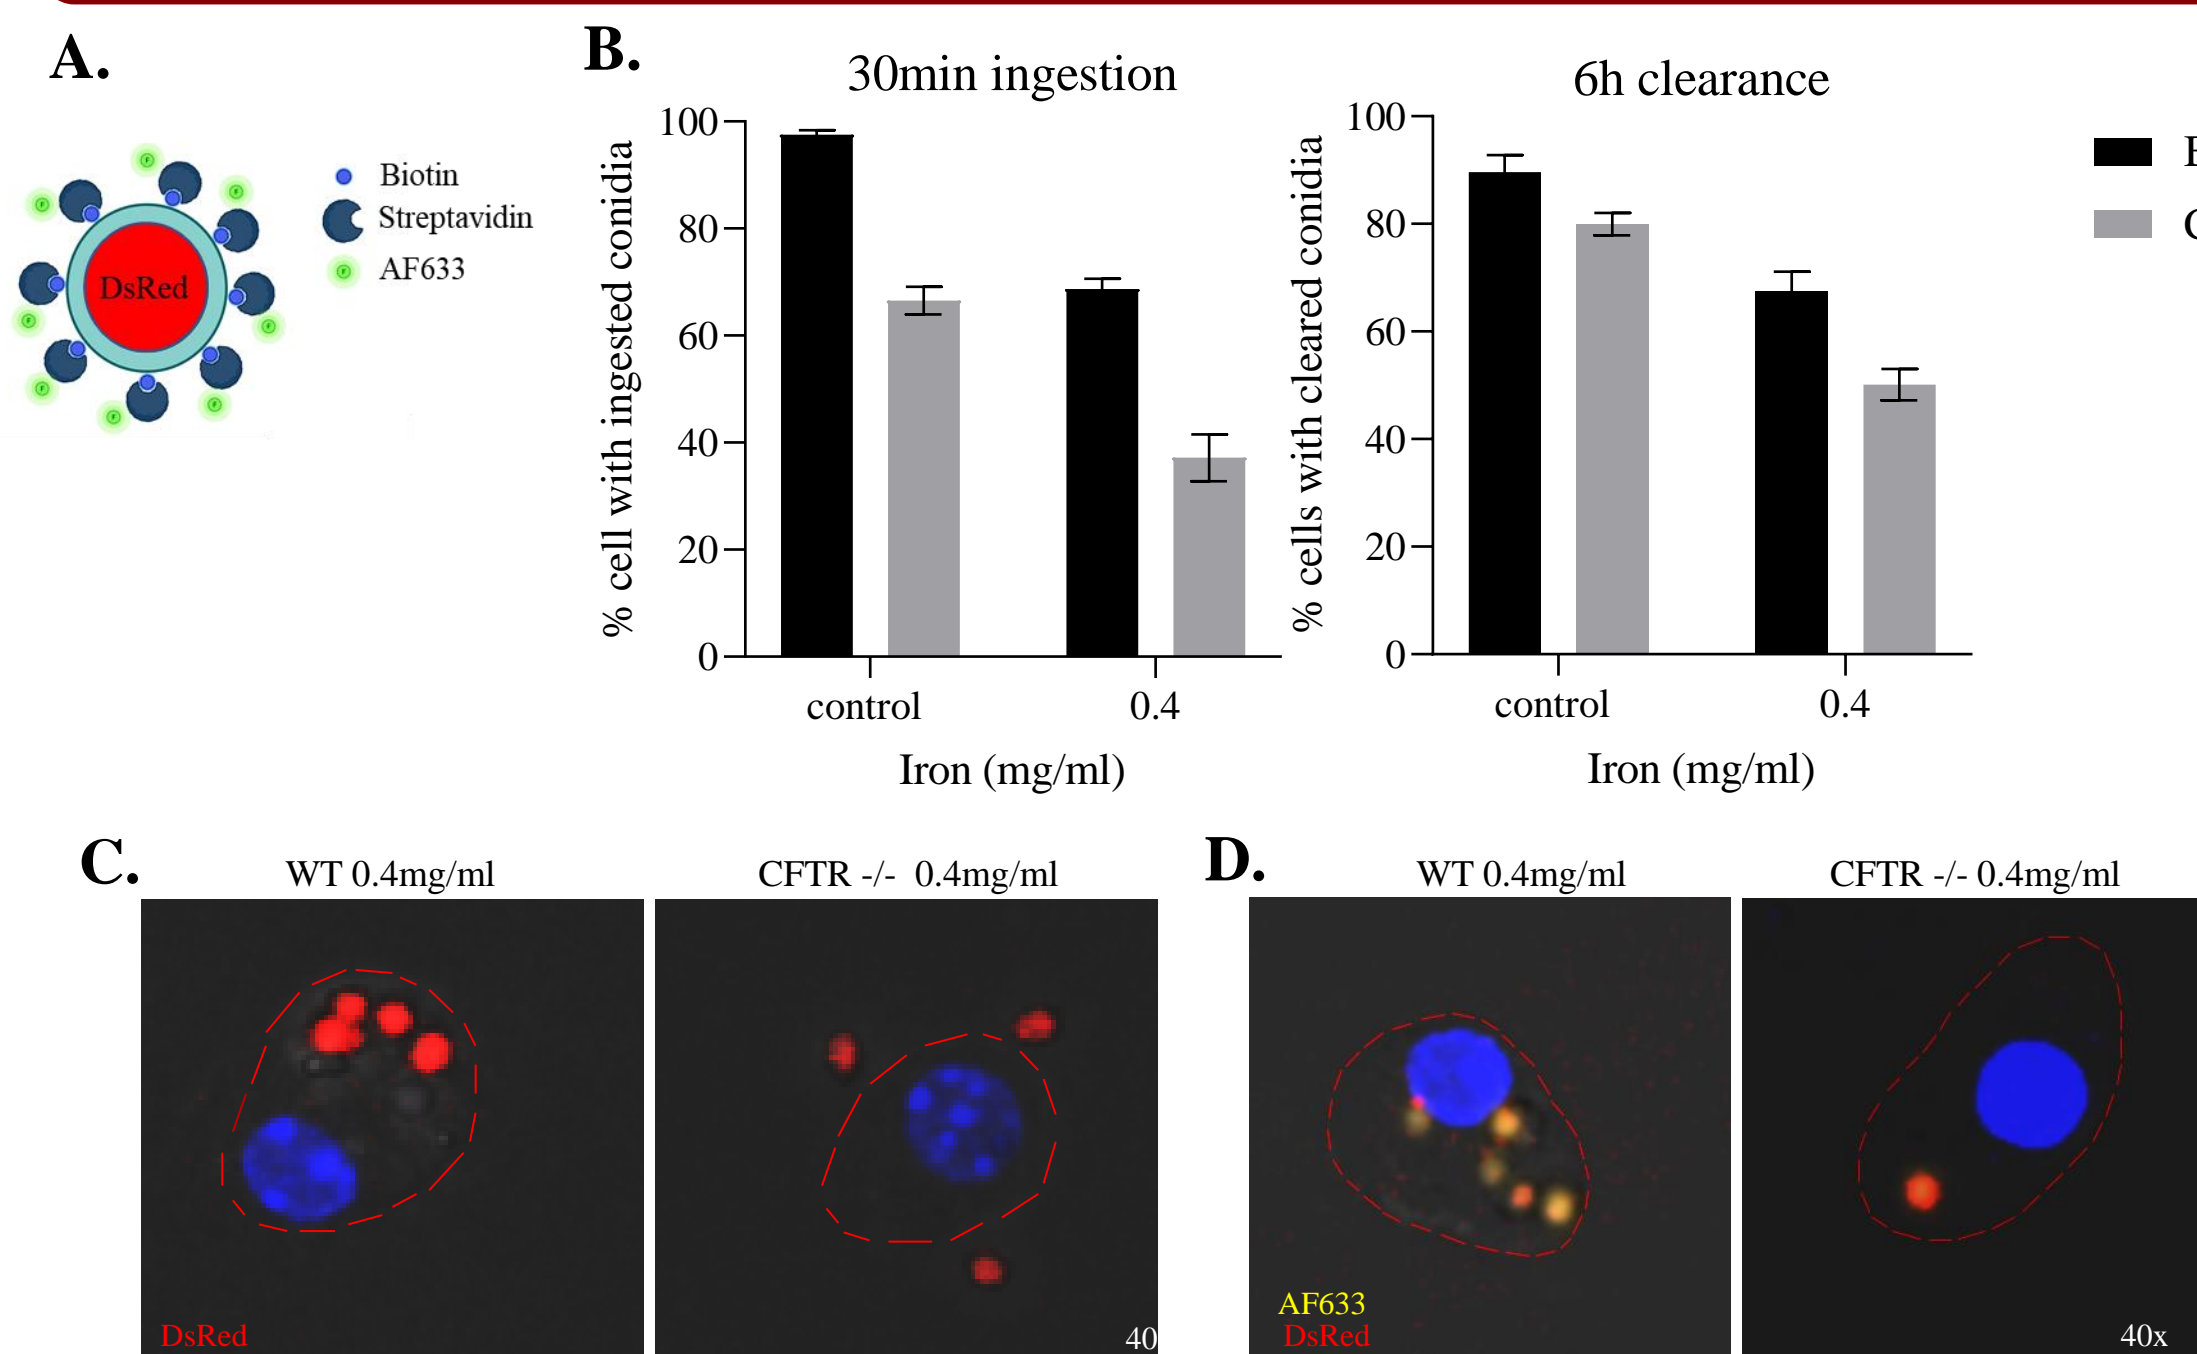 A.
Biotin
Streptavidin
AF633
DsRed
B.
30min ingestion
% cell with ingested conidia
100
80
60
40
20
0
control
0.4
Iron (mg/ml)
6h clearance
% cells with cleared conidia
100
80
60
40
20
0
control
0.4
Iron (mg/ml)
C.
WT 0.4mg/ml
CFTR -/- 0.4mg/ml
DsRed
40
D.
WT 0.4mg/ml
CFTR -/- 0.4mg/ml
AF633
DsRed
40x